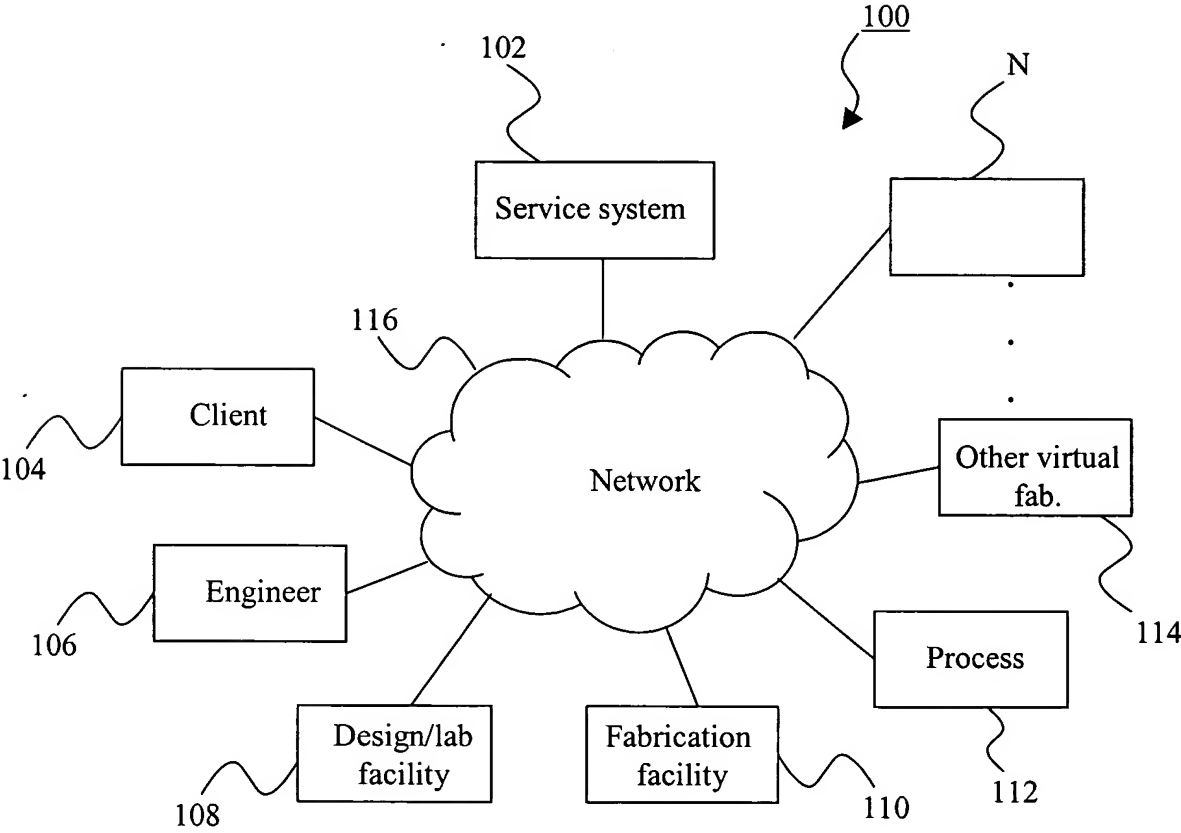 100
102
N
Service system
116
Client
104
Network
Other virtual
fab.
Engineer
106
114
Process
Design/lab
facility
Fabrication
facility
108
110
112